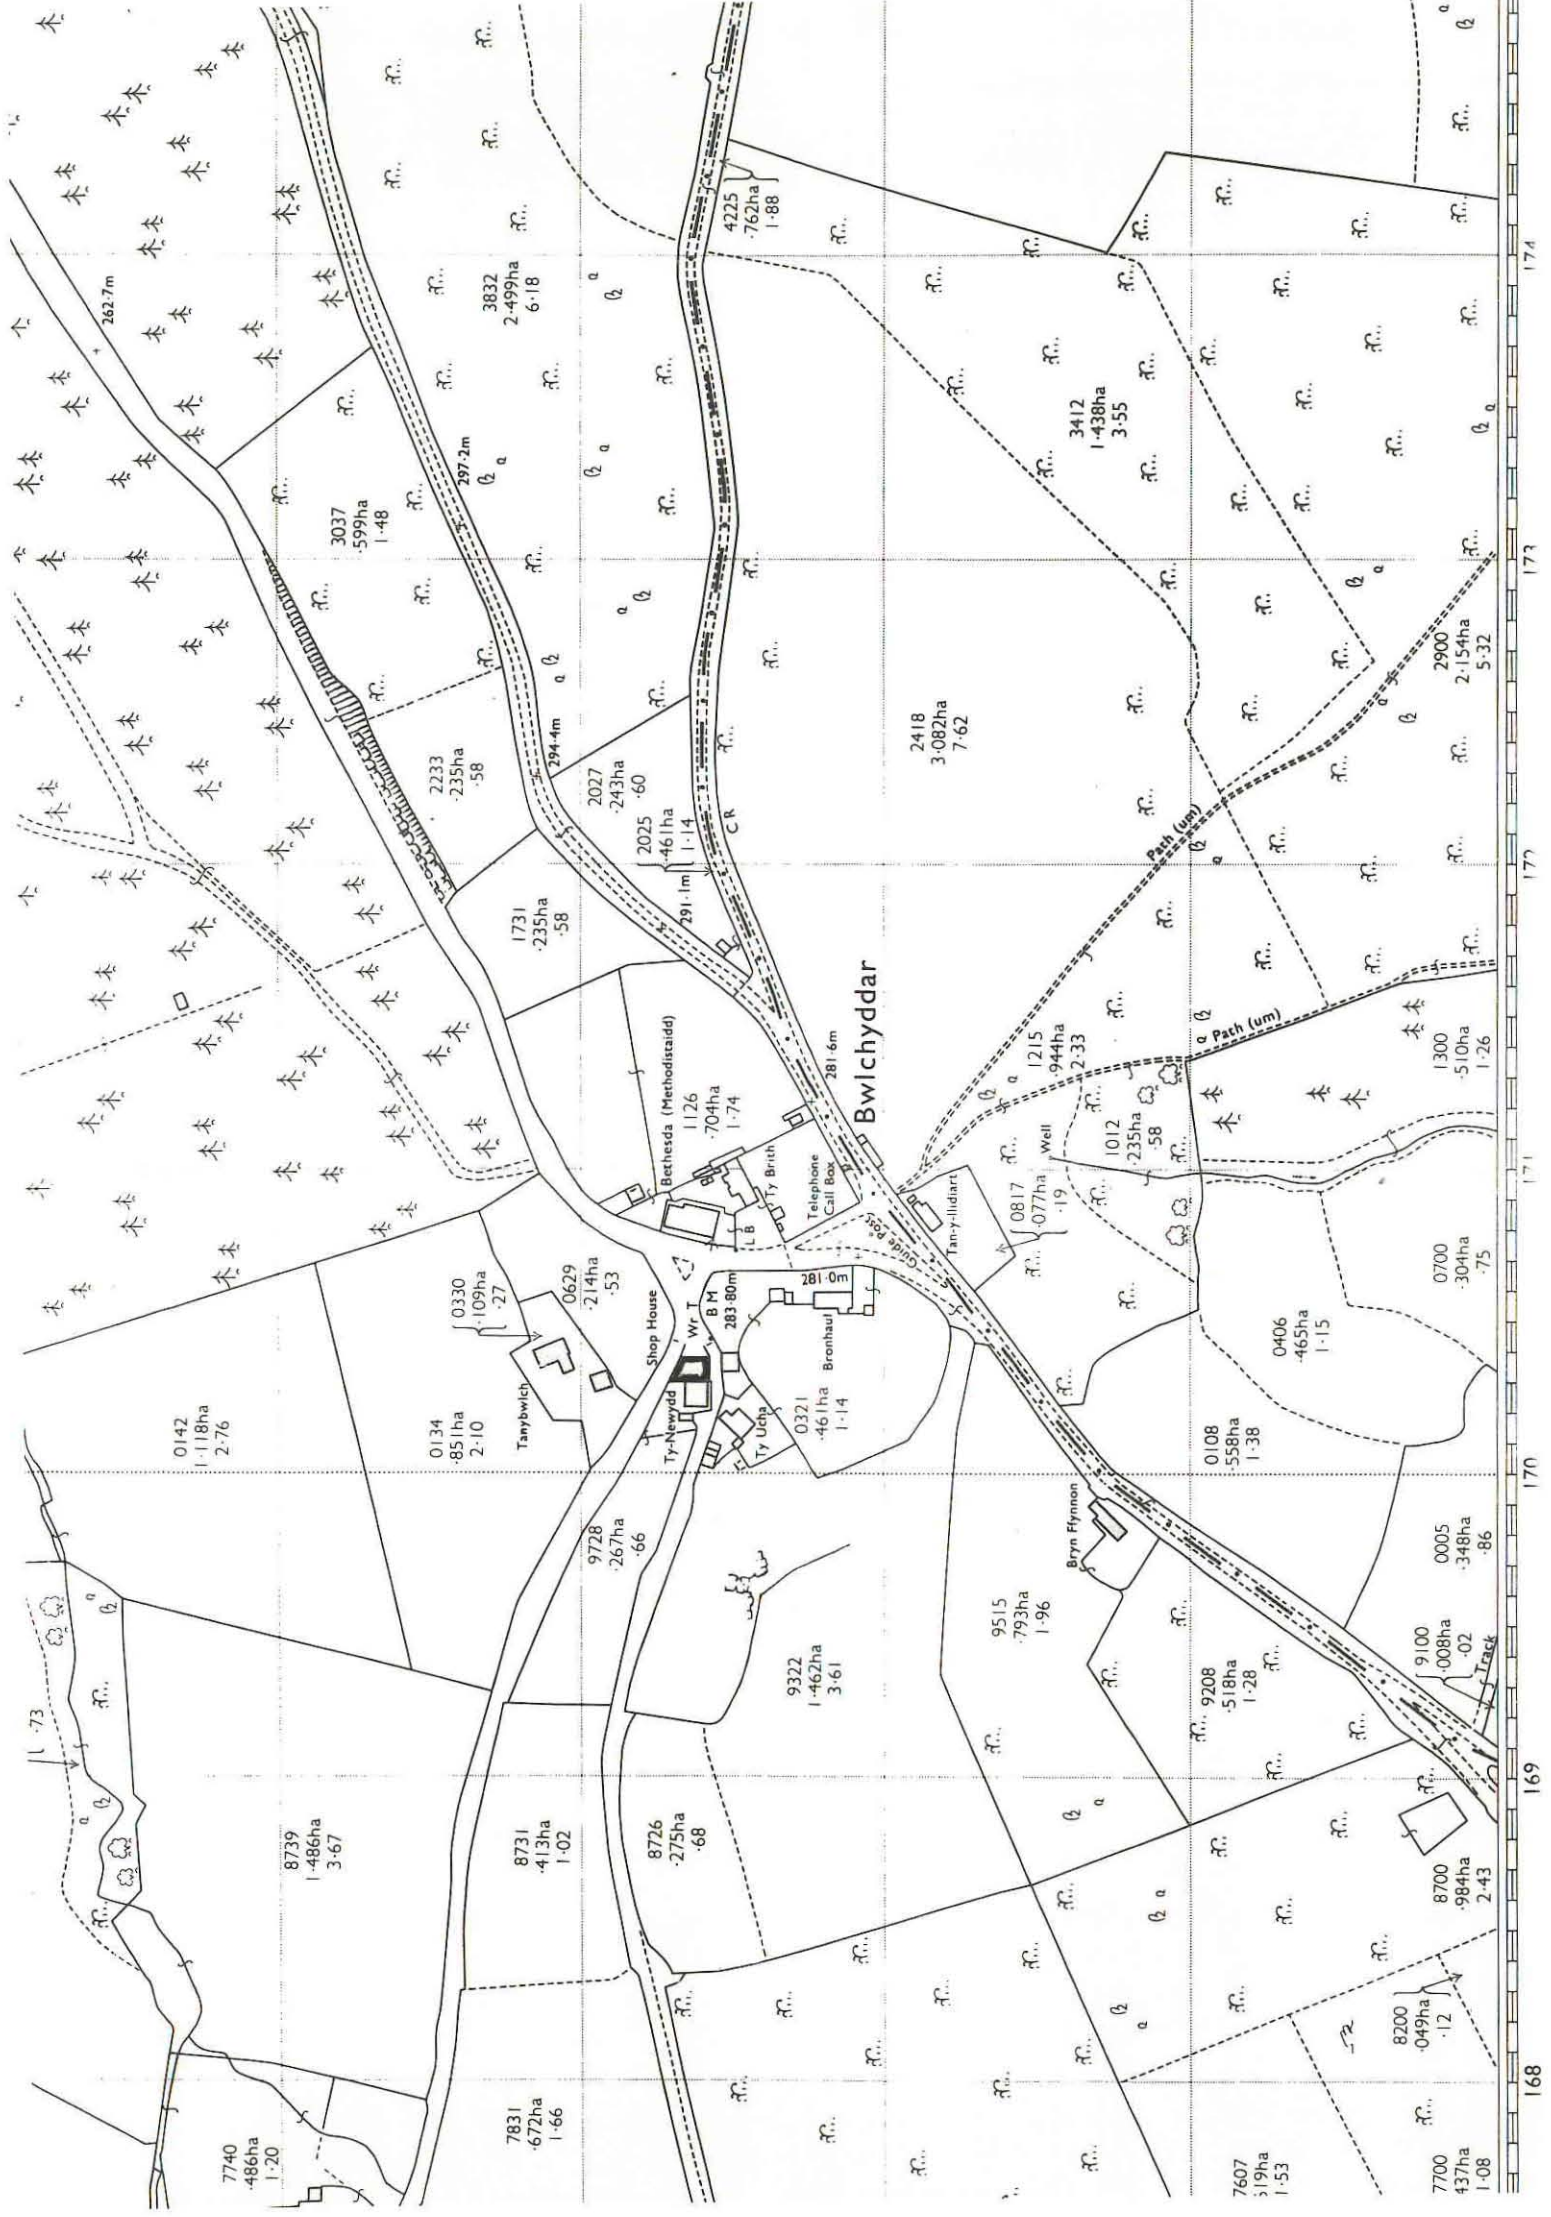 262·7m
3832
2·499ha
6·18
4225
·762ha
1·88
3037
·599ha
1·48
297·2m
3412
1·438ha
3·55
2233
·235ha
·58
294·4m
2027
·243ha
·60
2025
·461ha
1·14
CR
2418
3·082ha
7·62
2900
2·154ha
5·32
1731
·235ha
·58
291·1m
Path (um)
Bethesda (Methodistaidd)
1126
·704ha
1·74
281·6m
Bwlchyddar
1215
·944ha
2·33
Path (um)
1300
·510ha
1·26
Ty Brith
Telephone
Call Box
LB
Guide Post
Tan-y-llidiart
0817
·077ha
·19
Well
1012
·235ha
·58
0700
·304ha
·75
0142
1·118ha
2·76
0134
·851ha
2·10
0330
·109ha
·27
Tanybwlch
0629
·214ha
·53
Shop House
Wr T
BM
283·80m
281·0m
Ty-Newydd
Ty Ucha
Bronhaul
0321
·461ha
1·14
0406
·465ha
1·15
0108
·558ha
1·38
Bryn Ffynnon
9728
·267ha
·66
9322
1·462ha
3·61
9515
·793ha
1·96
9208
·518ha
1·28
0005
·348ha
·86
9100
·008ha
·02
Track
·73
8739
1·486ha
3·67
8731
·413ha
1·02
8726
·275ha
·68
8700
·984ha
2·43
8200
·049ha
·12
7740
·486ha
1·20
7831
·672ha
1·66
7607
·619ha
1·53
7700
·437ha
1·08
168
169
170
171
172
173
174